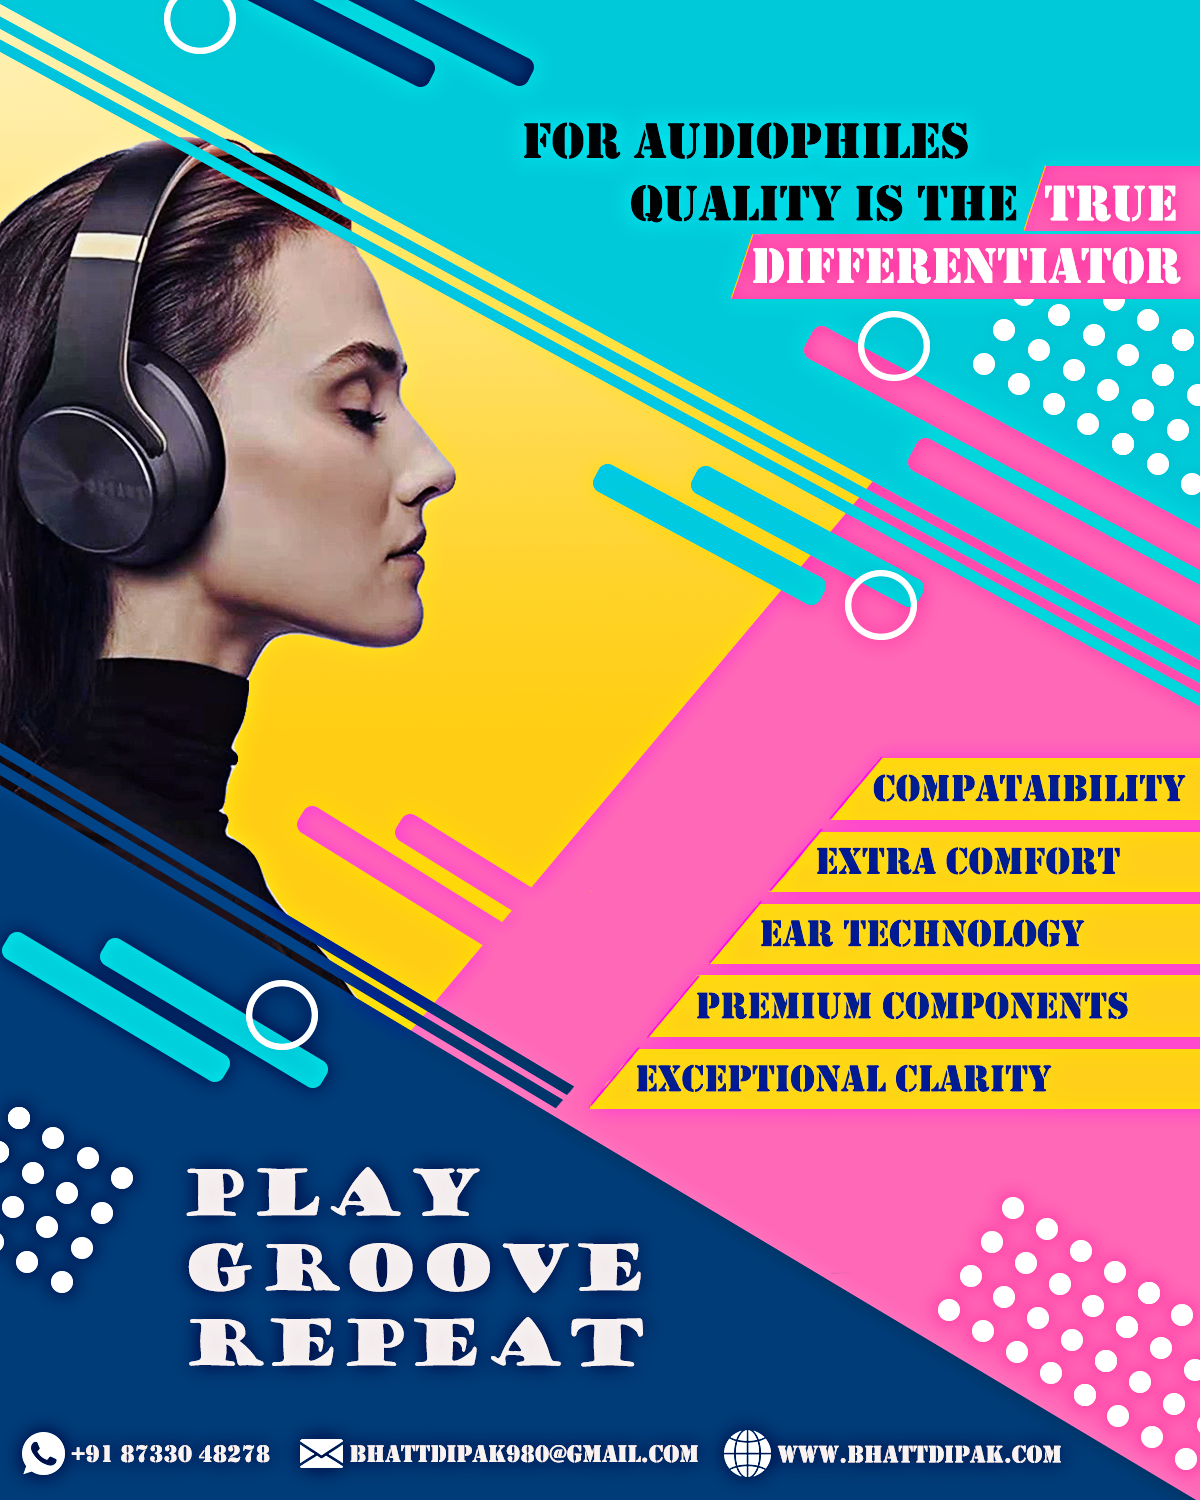 FOR AUDIOPHILES
QUALITY IS THE TRUE
DIFFERENTIATOR
COMPATAIBILITY
EXTRA COMFORT
EAR TECHNOLOGY
PREMIUM COMPONENTS
EXCEPTIONAL CLARITY
PLAY
GROOVE
REPEAT
+91 87330 48278 BHATTDIPAK980@GMAIL.COM WWW.BHATTDIPAK.COM